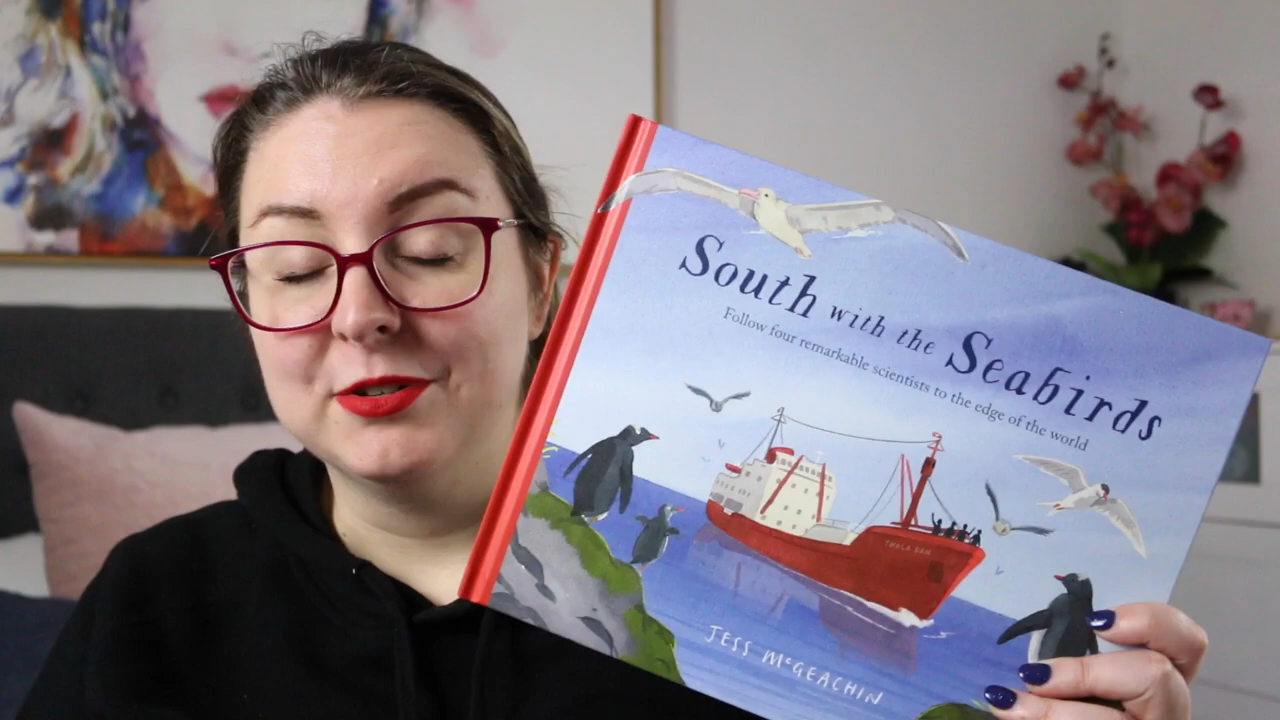 South with the Seabirds
Follow four remarkable scientists to the edge of the world
THALA DAN
JESS McGEACHIN